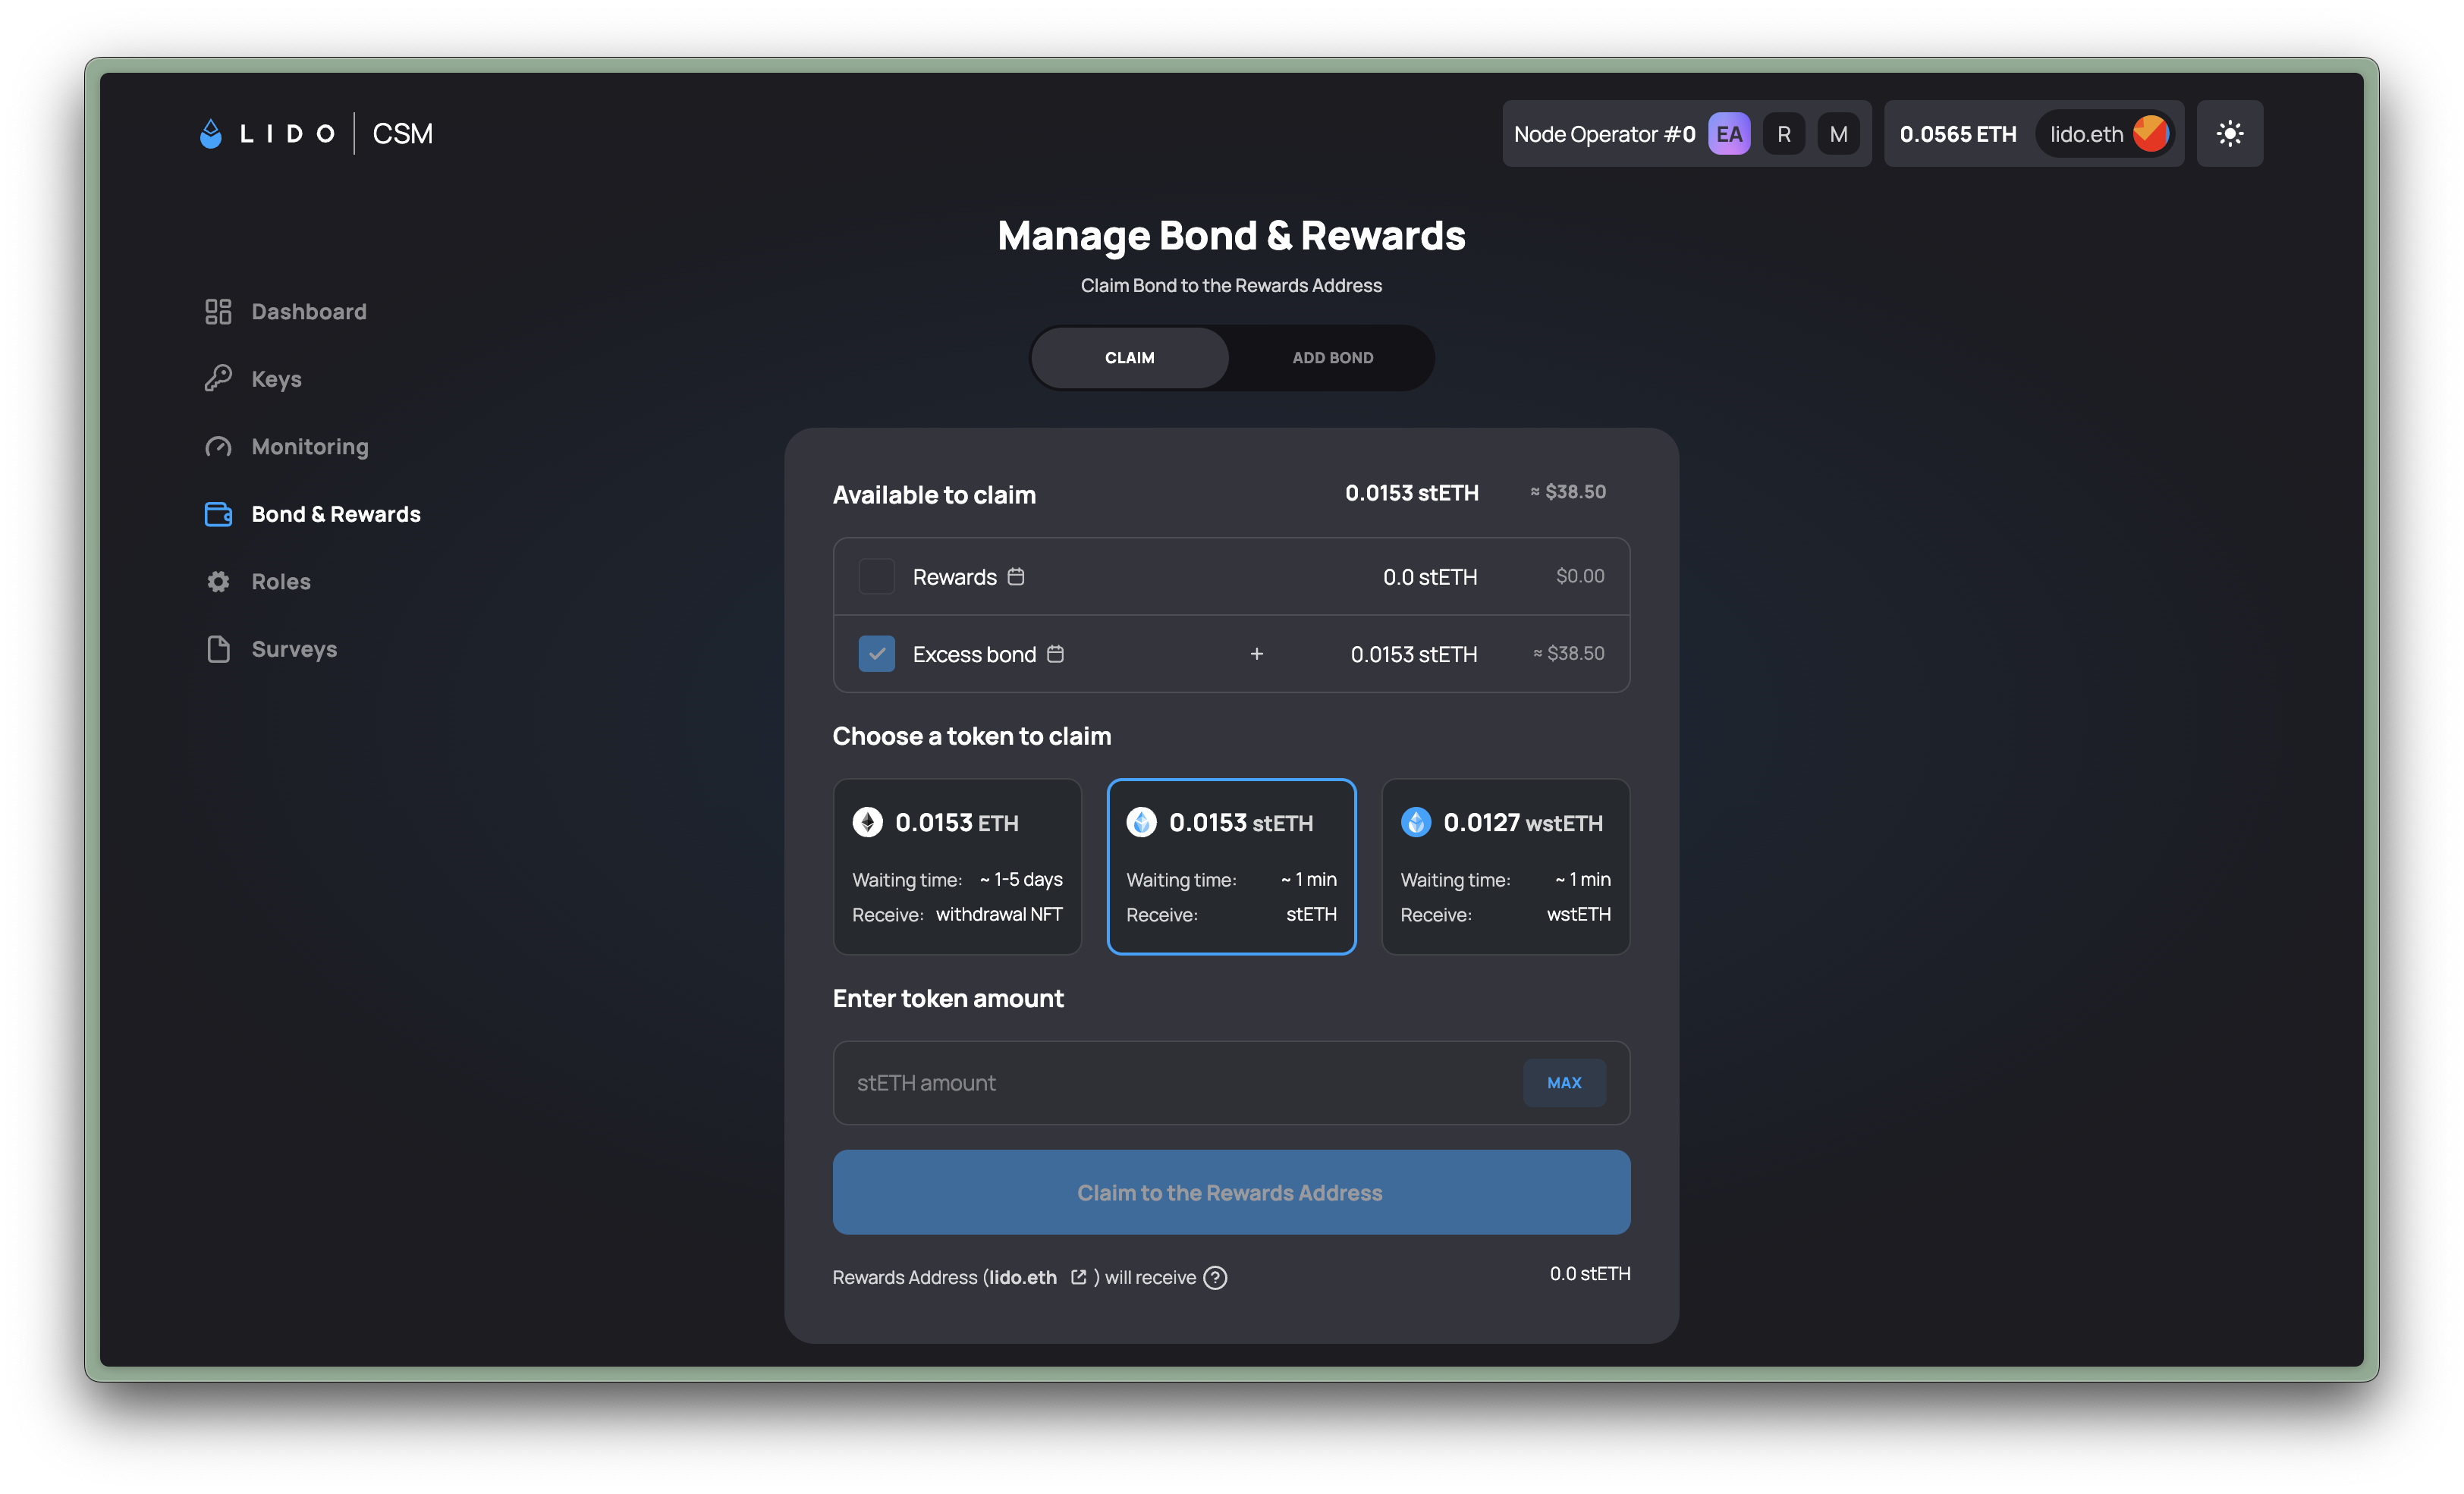 LIDO | CSM
Node Operator #0 EA R M 0.0565 ETH lido.eth
Manage Bond & Rewards
Claim Bond to the Rewards Address
CLAIM ADD BOND
Dashboard
Keys
Monitoring
Bond & Rewards
Roles
Surveys
Available to claim 0.0153 stETH ≈ $38.50
Rewards 0.0 stETH $0.00
Excess bond + 0.0153 stETH ≈ $38.50
Choose a token to claim
0.0153 ETH
Waiting time: ~ 1-5 days
Receive: withdrawal NFT
0.0153 stETH
Waiting time: ~ 1 min
Receive: stETH
0.0127 wstETH
Waiting time: ~ 1 min
Receive: wstETH
Enter token amount
stETH amount MAX
Claim to the Rewards Address
Rewards Address (lido.eth ) will receive ? 0.0 stETH